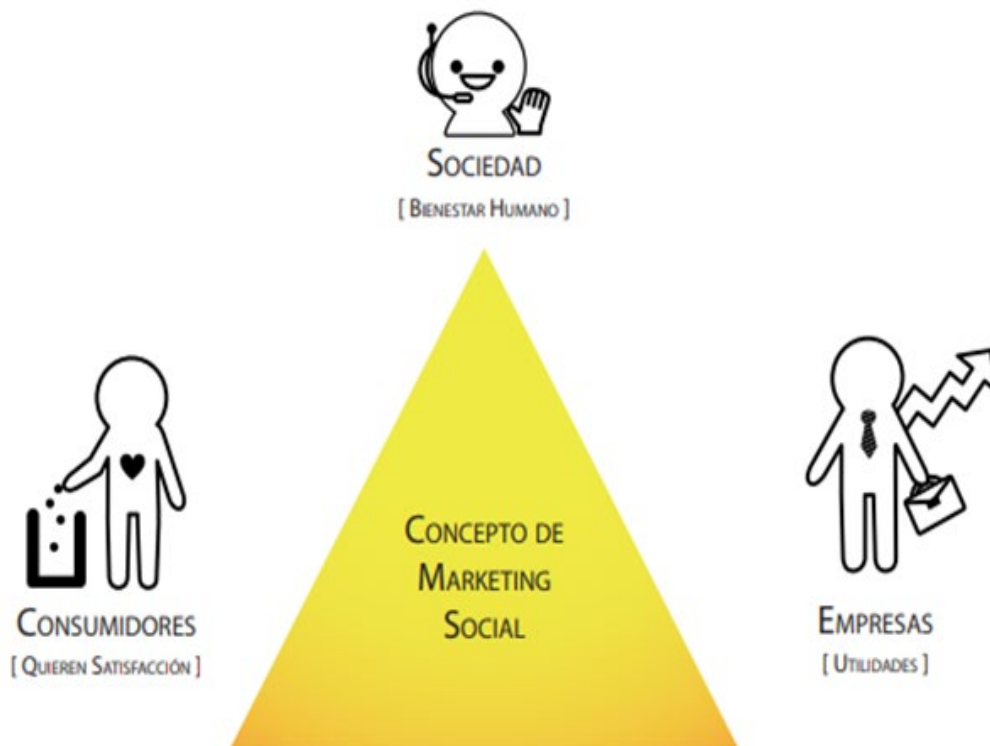 SOCIEDAD
[ BIENESTAR HUMANO ]
CONCEPTO DE
MARKETING
SOCIAL
CONSUMIDORES
[ QUIEREN SATISFACCIÓN ]
EMPRESAS
[ UTILIDADES ]